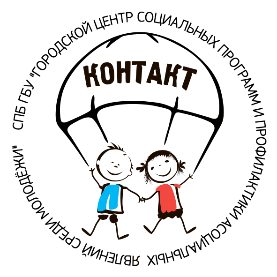 СПБ ГБУ "ГОРОДСКОЙ ЦЕНТР СОЦИАЛЬНЫХ ПРОГРАММ И ПРОФИЛАКТИКИ АСОЦИАЛЬНЫХ ЯВЛЕНИЙ СРЕДИ МОЛОДЁЖИ"
КОНТАКТ